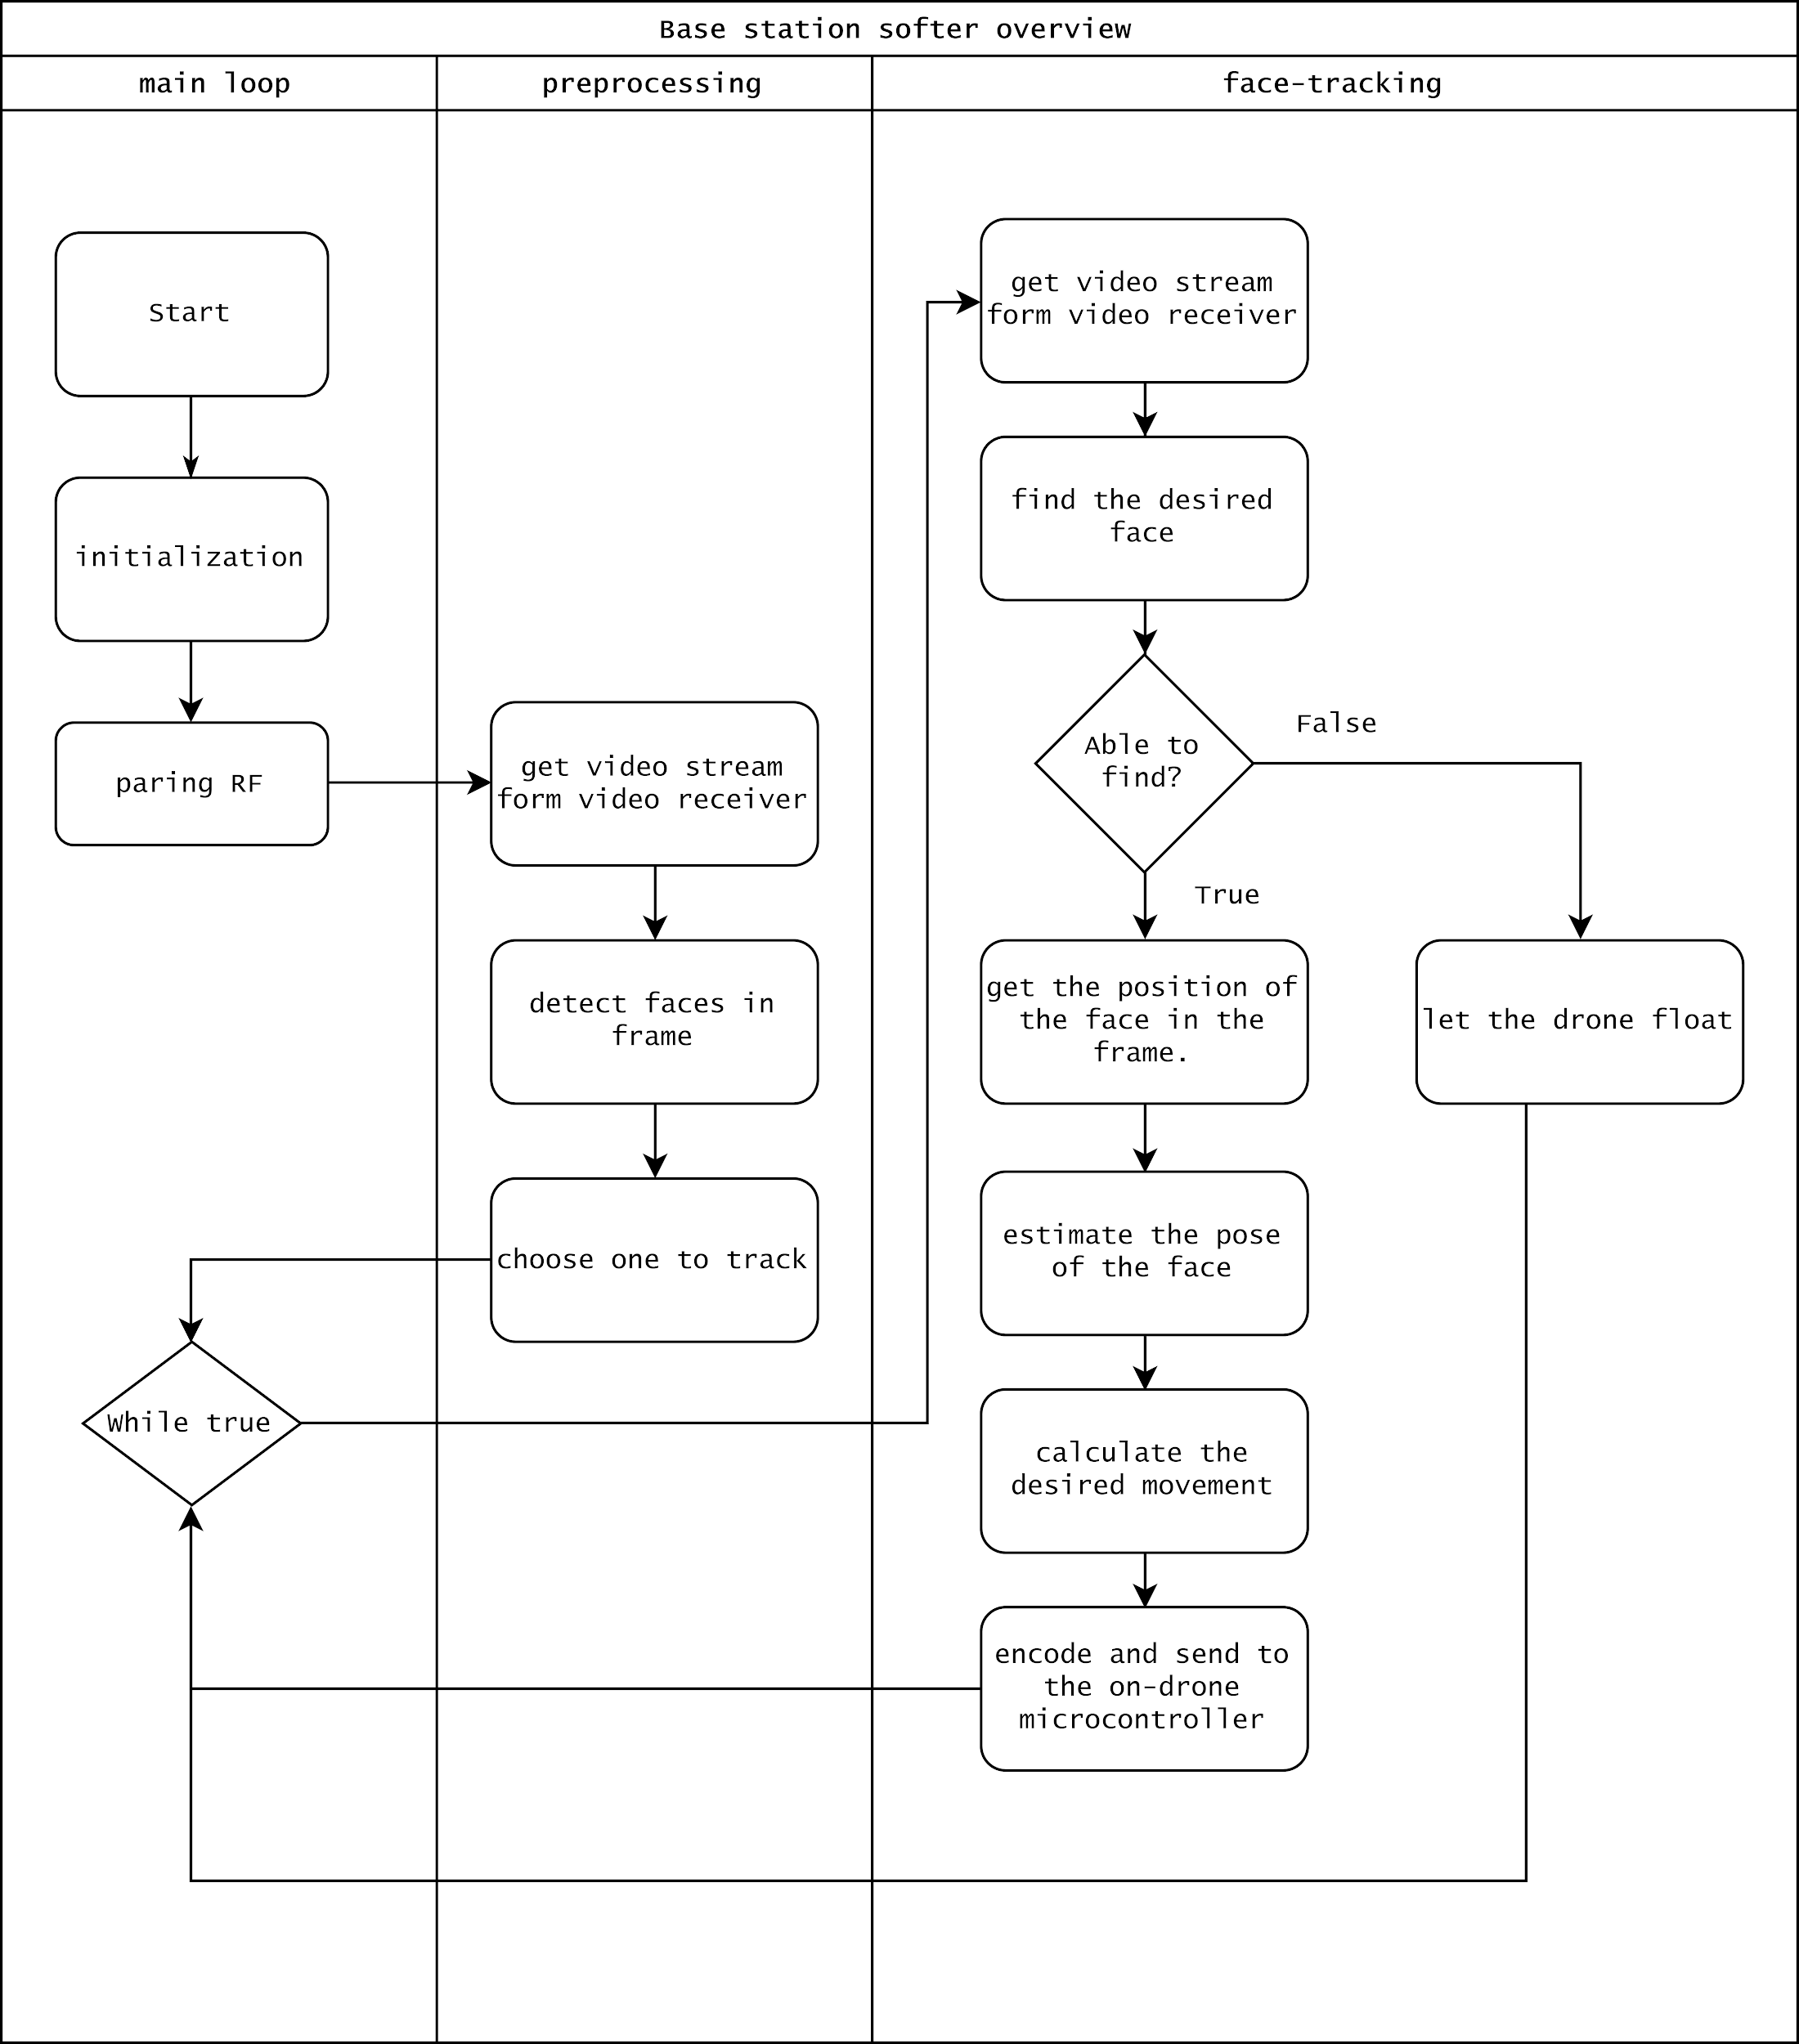 Base station softer overview
main loop
preprocessing
face-tracking
Start
initialization
paring RF
get video stream
form video receiver
detect faces in
frame
choose one to track
While true
get video stream
form video receiver
find the desired
face
Able to
find?
False
True
get the position of
the face in the
frame.
let the drone float
estimate the pose
of the face
calculate the
desired movement
encode and send to
the on-drone
microcontroller